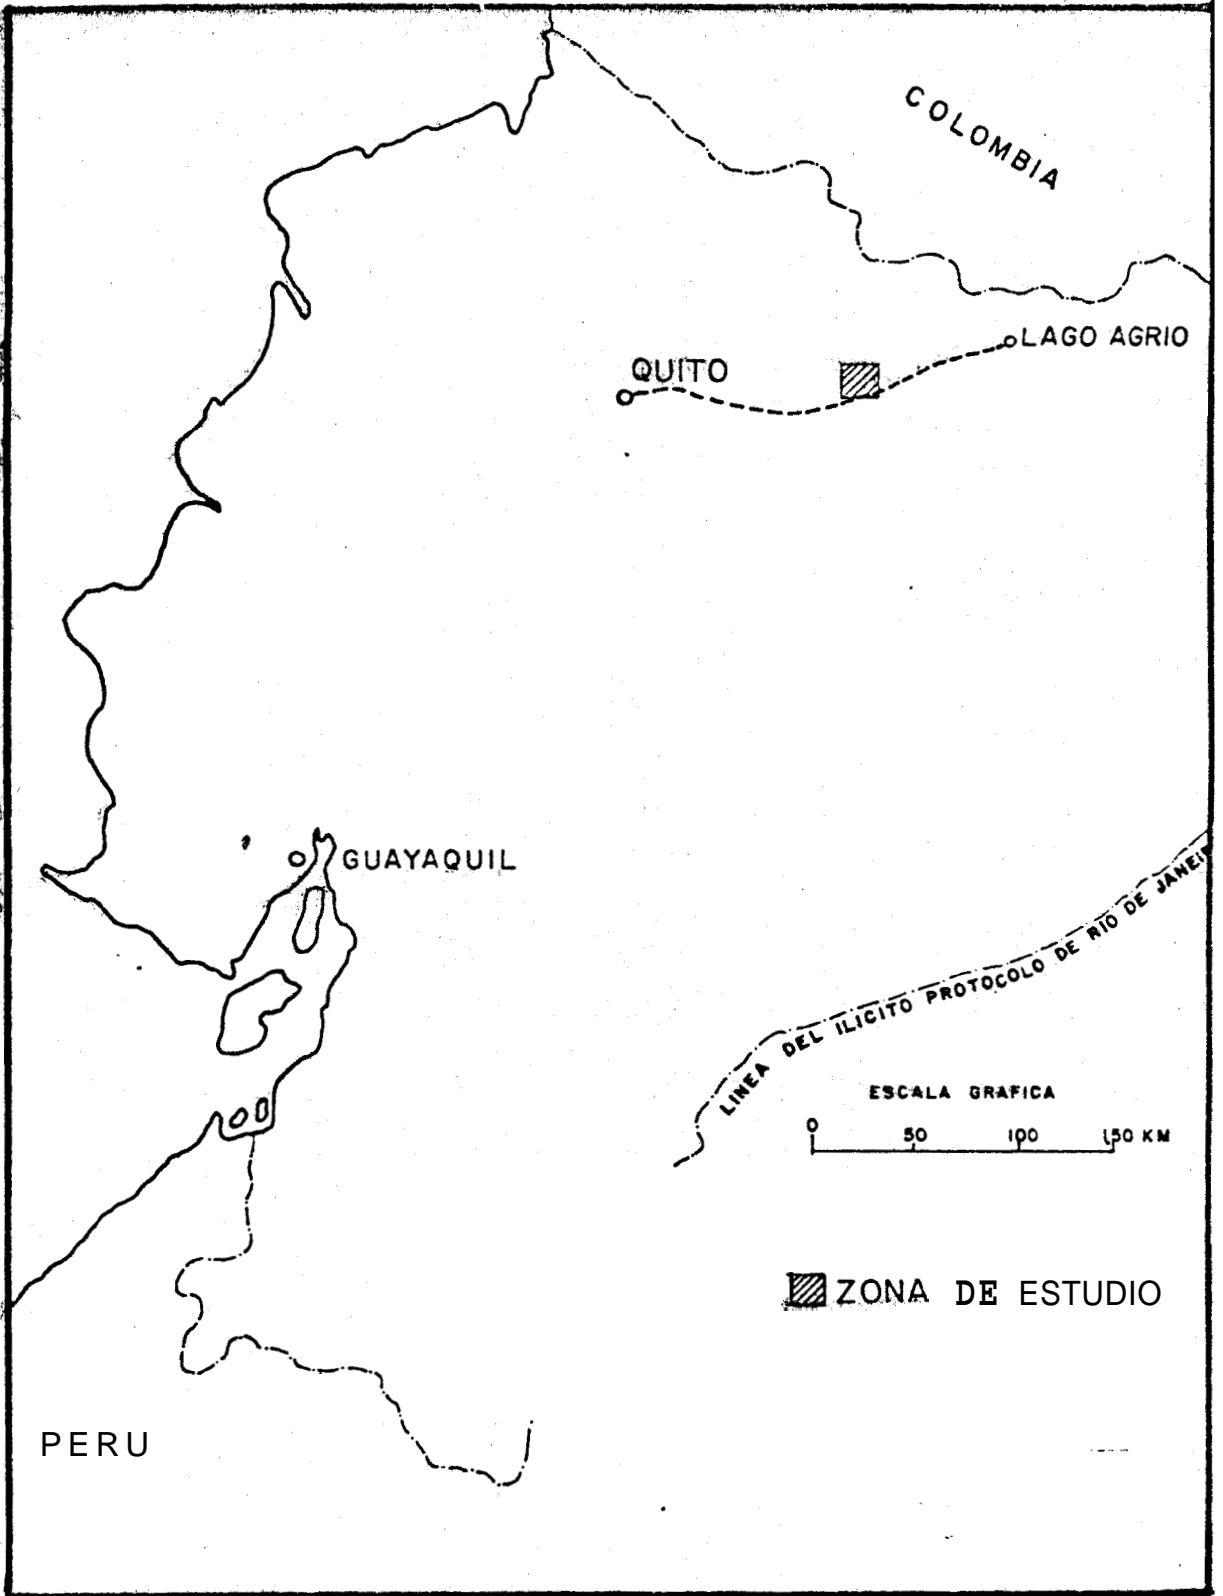 COLOMBIA
LAGO AGRIO
QUITO
GUAYAQUIL
LINEA DEL ILICITO PROTOCOLO DE RIO DE JANEIR
ESCALA GRAFICA
0 50 100 150 KM
ZONA DE ESTUDIO
PERU